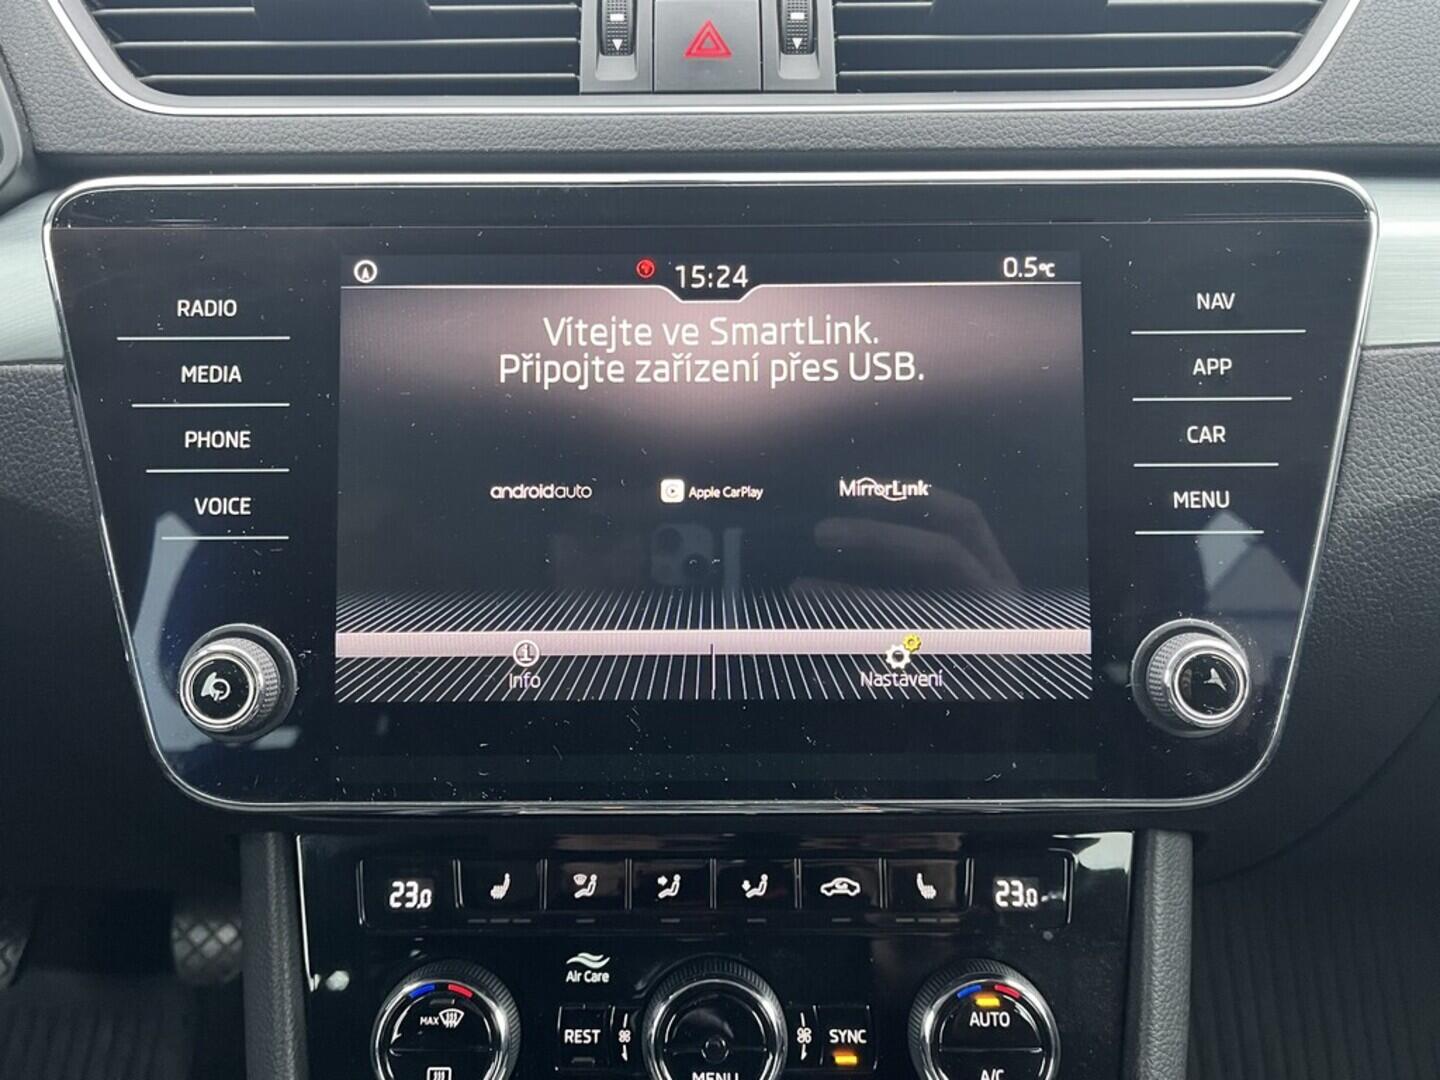 15:24
0.5°C
RADIO
MEDIA
PHONE
VOICE
Vítejte ve SmartLink.
Připojte zařízení přes USB.
androidauto
Apple CarPlay
MirrorLink
Info
Nastavení
NAV
APP
CAR
MENU
23.0
23.0
Air Care
MAX
REST
SYNC
AUTO
MENU
A/C